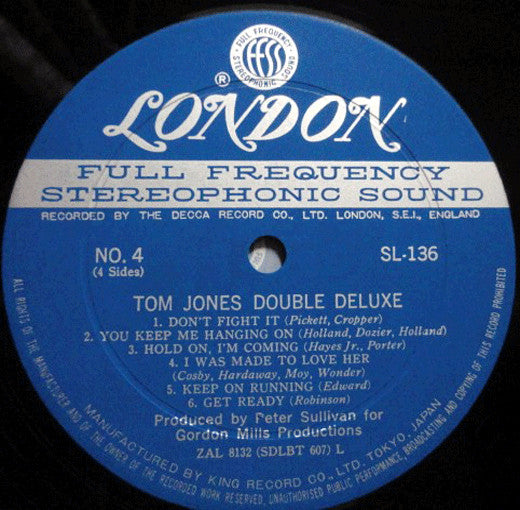 FULL FREQUENCY
ffss
STEREOPHONIC SOUND
®
LONDON
FULL FREQUENCY
STEREOPHONIC SOUND
RECORDED BY THE DECCA RECORD CO., LTD. LONDON, S.E.I., ENGLAND
NO. 4
(4 Sides)
SL-136
TOM JONES DOUBLE DELUXE
1. DON'T FIGHT IT (Pickett, Cropper)
2. YOU KEEP ME HANGING ON (Holland, Dozier, Holland)
3. HOLD ON, I'M COMING (Hayes Jr., Porter)
4. I WAS MADE TO LOVE HER
(Cosby, Hardaway, Moy, Wonder)
5. KEEP ON RUNNING (Edward)
6. GET READY (Robinson)
Produced by Peter Sullivan for
Gordon Mills Productions
ZAL 8132 (SDLBT 607) L
MANUFACTURED BY KING RECORD CO., LTD., TOKYO, JAPAN
ALL RIGHTS OF THE MANUFACTURER AND OF THE OWNER OF THE RECORDED WORK RESERVED, UNAUTHORISED PUBLIC PERFORMANCE, BROADCASTING AND COPYING OF THIS RECORD PROHIBITED